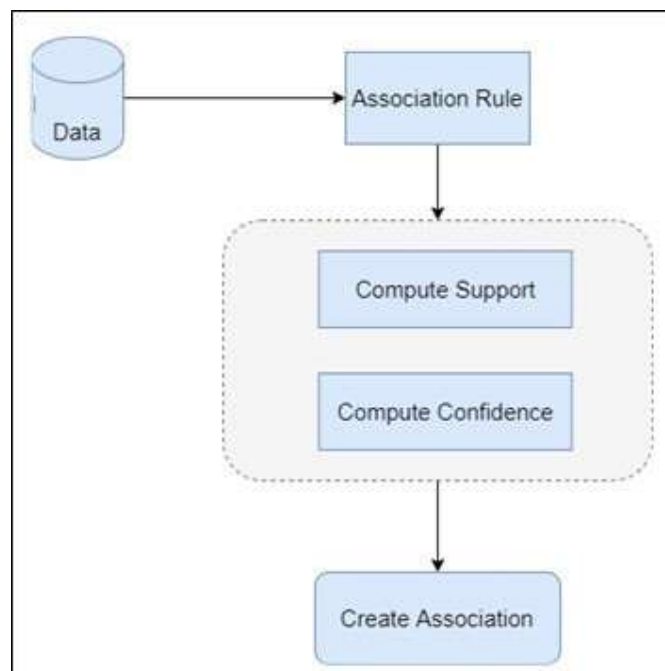 Data
Association Rule
Compute Support
Compute Confidence
Create Association